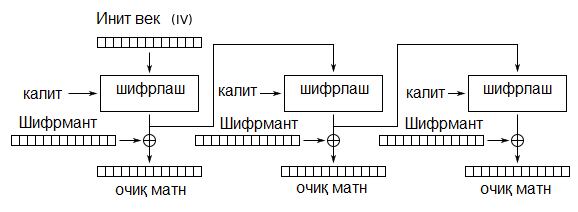 Инит век (IV)
калит шифрлаш калит шифрлаш калит шифрлаш
Шифрмант Шифрмант Шифрмант
очиқ матн очиқ матн очиқ матн